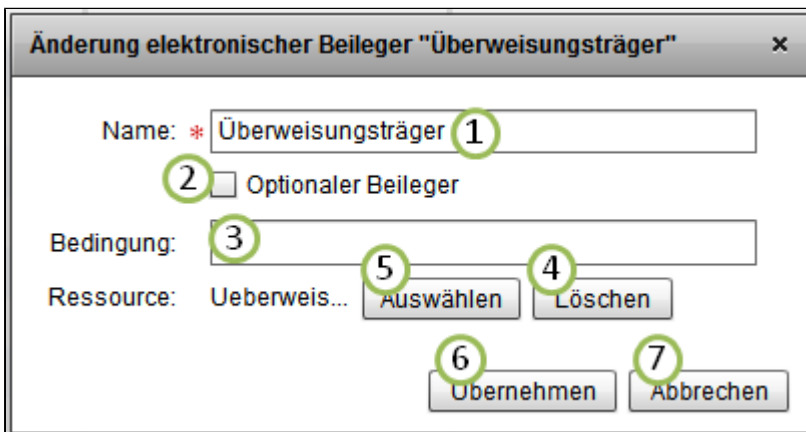 Änderung elektronischer Beileger "Überweisungsträger" ×
Name: * Überweisungsträger 1
2 Optionaler Beileger
Bedingung: 3
5 4
Ressource: Ueberweis... Auswählen Löschen
6 7
Übernehmen Abbrechen